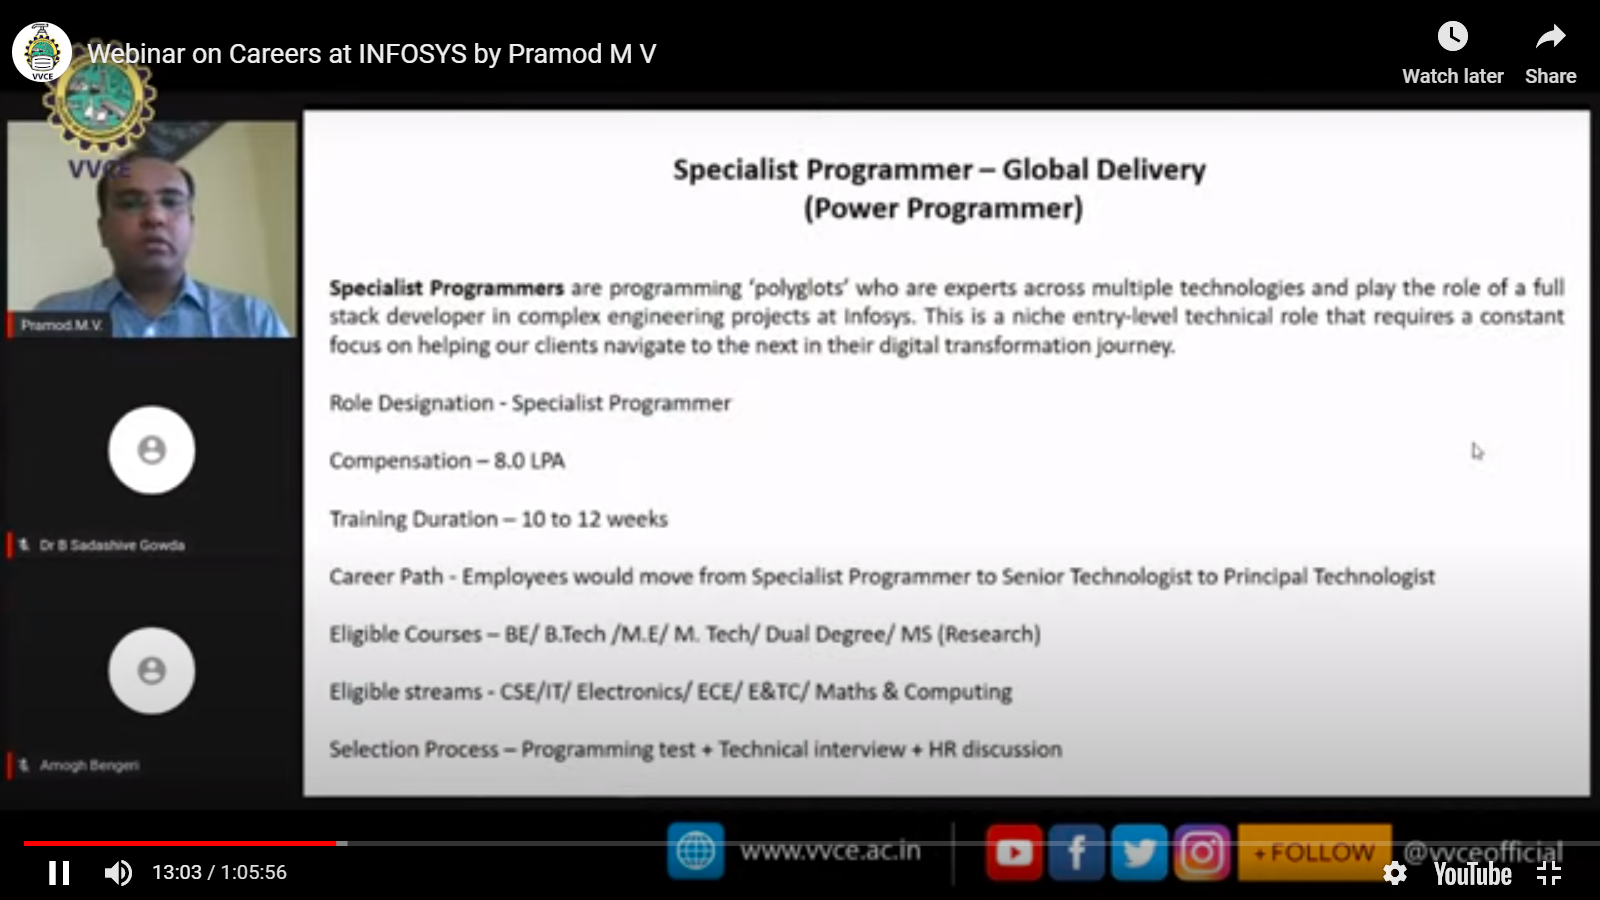 Webinar on Careers at INFOSYS by Pramod M V
Watch later
Share
VVCE
VVCE
Pramod.M.V.
Dr B Sadashive Gowda
Amogh Bengeri
Specialist Programmer – Global Delivery
(Power Programmer)
Specialist Programmers are programming ‘polyglots’ who are experts across multiple technologies and play the role of a full
stack developer in complex engineering projects at Infosys. This is a niche entry-level technical role that requires a constant
focus on helping our clients navigate to the next in their digital transformation journey.
Role Designation - Specialist Programmer
Compensation – 8.0 LPA
Training Duration – 10 to 12 weeks
Career Path - Employees would move from Specialist Programmer to Senior Technologist to Principal Technologist
Eligible Courses – BE/ B.Tech /M.E/ M. Tech/ Dual Degree/ MS (Research)
Eligible streams - CSE/IT/ Electronics/ ECE/ E&TC/ Maths & Computing
Selection Process – Programming test + Technical interview + HR discussion
www.vvce.ac.in
+ FOLLOW
@vvceofficial
13:03 / 1:05:56
YouTube